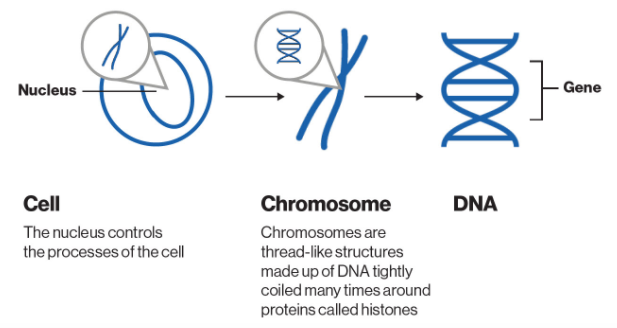 Nucleus
Gene
Cell
The nucleus controls
the processes of the cell
Chromosome
Chromosomes are
thread-like structures
made up of DNA tightly
coiled many times around
proteins called histones
DNA